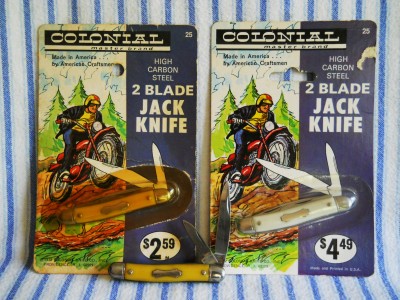 COLONIAL
master brand
25
Made in America . . .
by American Craftsmen
HIGH
CARBON
STEEL
2 BLADE
JACK
KNIFE
$2.59
COLONIAL
master brand
25
Made in America . . .
by American Craftsmen
HIGH
CARBON
STEEL
2 BLADE
JACK
KNIFE
$4.49
Made and Printed in U.S.A.